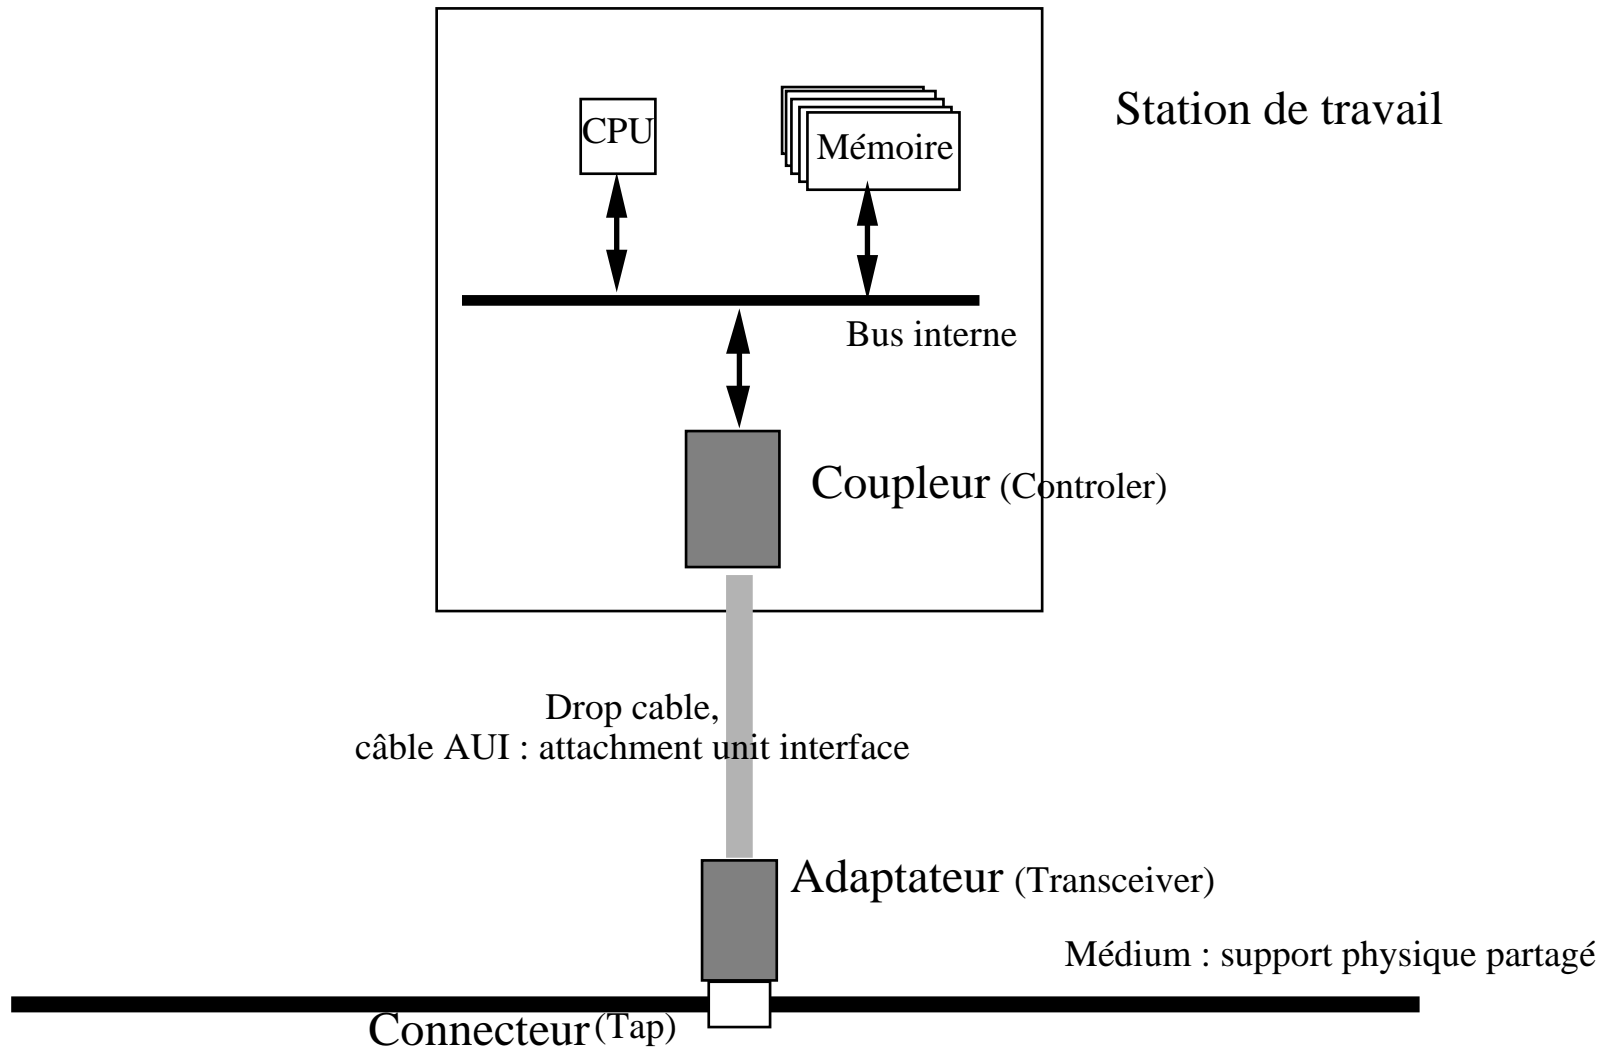 Station de travail
CPU
Mémoire
Bus interne
Coupleur (Controler)
Drop cable,
câble AUI : attachment unit interface
Adaptateur (Transceiver)
Médium : support physique partagé
Connecteur (Tap)